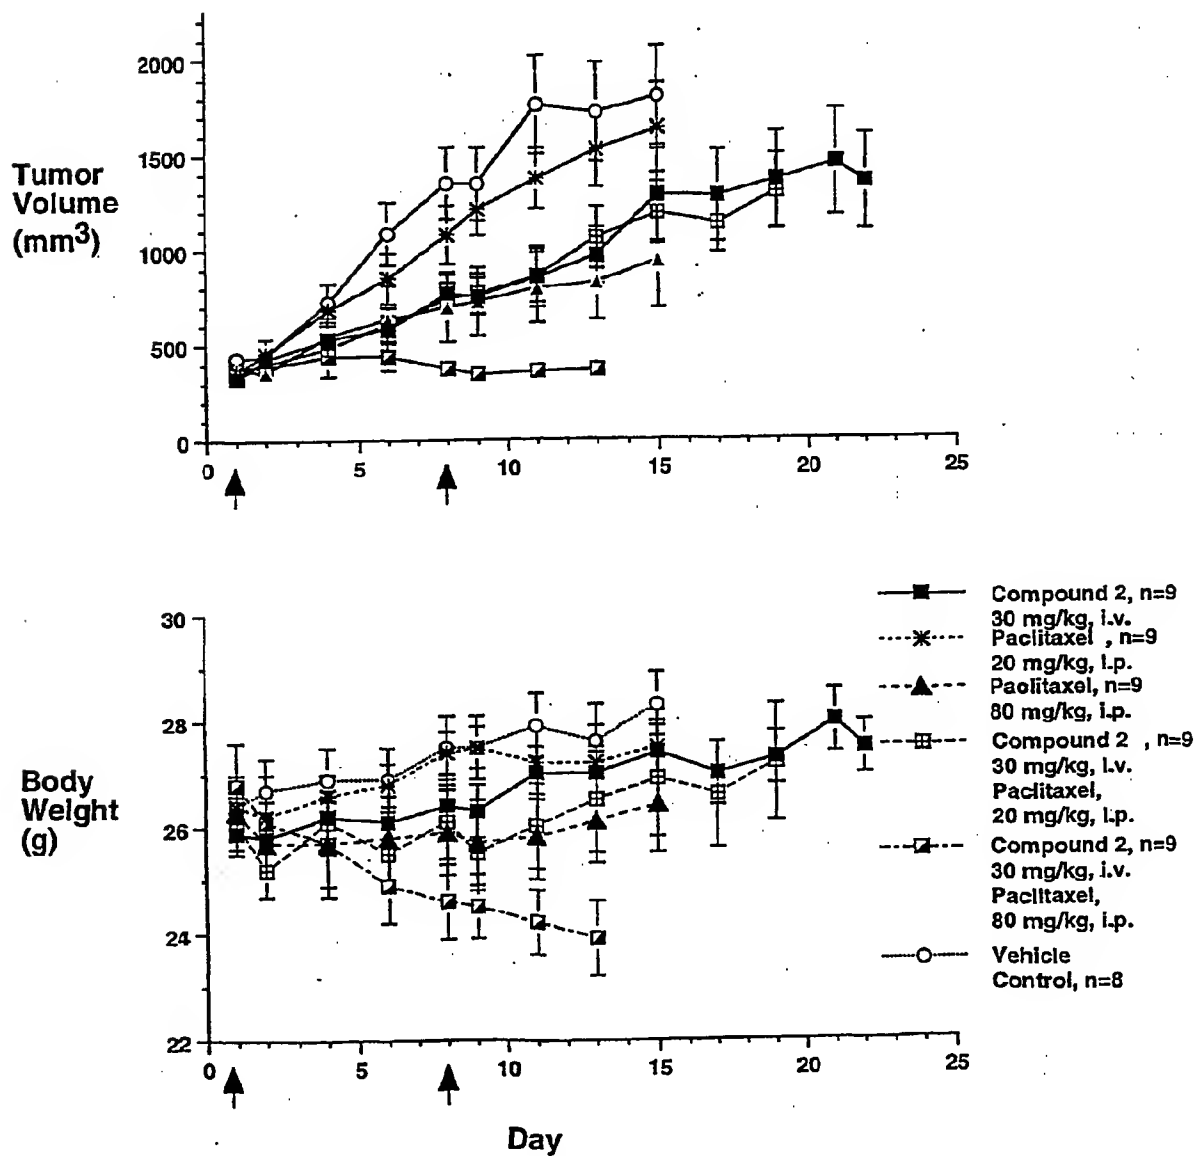 2000
1500
1000
500
0
Tumor
Volume
(mm3)
0 5 10 15 20 25
30
28
26
24
22
Body
Weight
(g)
0 5 10 15 20 25
Day
Compound 2, n=9
30 mg/kg, i.v.
Paclitaxel , n=9
20 mg/kg, i.p.
Paclitaxel, n=9
80 mg/kg, i.p.
Compound 2 , n=9
30 mg/kg, i.v.
Paclitaxel,
20 mg/kg, i.p.
Compound 2, n=9
30 mg/kg, i.v.
Paclitaxel,
80 mg/kg, i.p.
Vehicle
Control, n=8